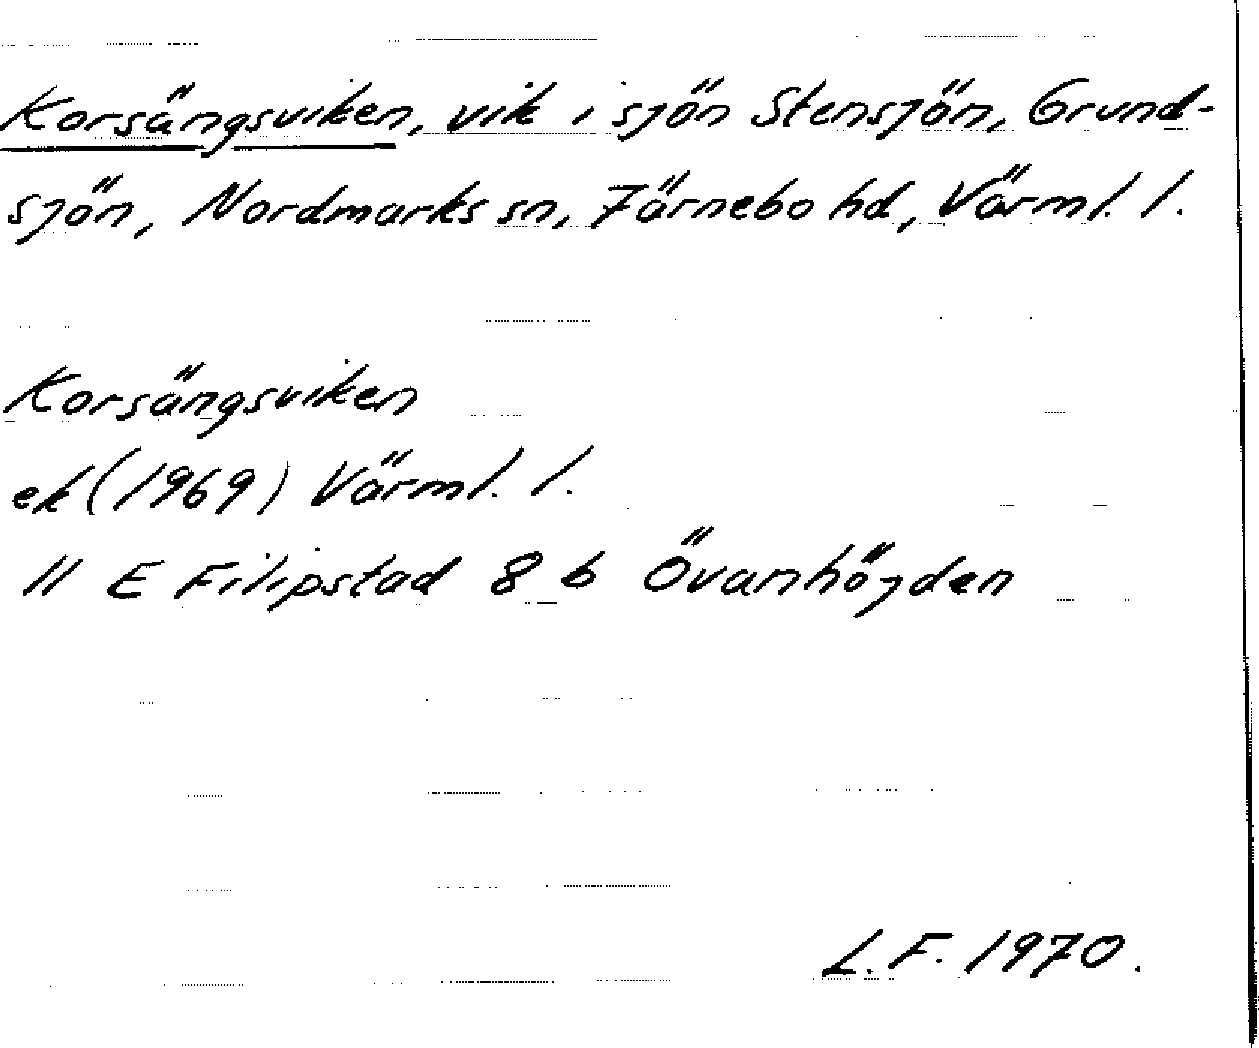 Korsängsviken, vik i sjön Stensjön, Grund-
sjön, Nordmarks sn, Färnebo hd, Värml. l.
Korsängsviken
ek (1969) Värml. l.
11 E Filipstad 8 b Övanhöjden
L. F. 1970.